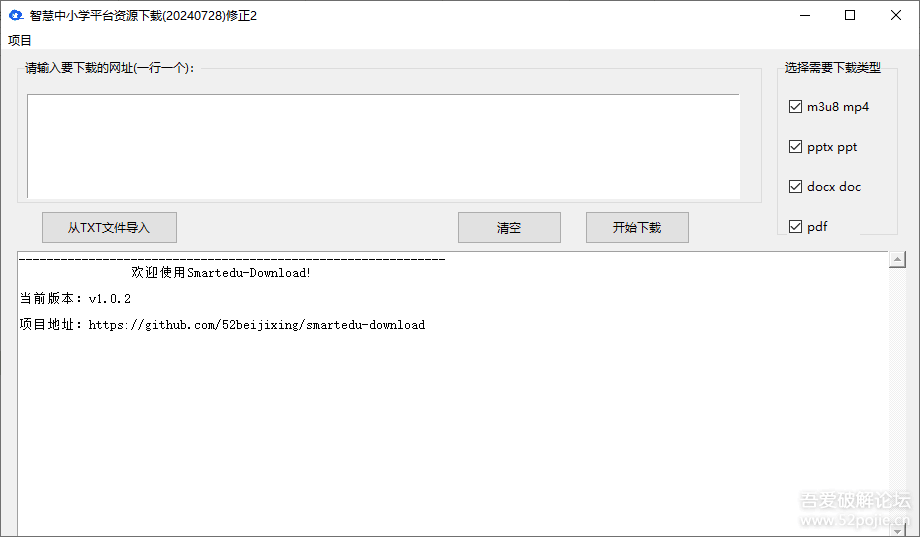 智慧中小学平台资源下载(20240728)修正2
项目
请输入要下载的网址(一行一个)：
选择需要下载类型
m3u8 mp4
pptx ppt
docx doc
pdf
从TXT文件导入
清空
开始下载
-------------------------------------------------------------
欢迎使用Smartedu-Download!
当前版本：v1.0.2
项目地址：https://github.com/52beijixing/smartedu-download
吾爱破解论坛
www.52pojie.cn